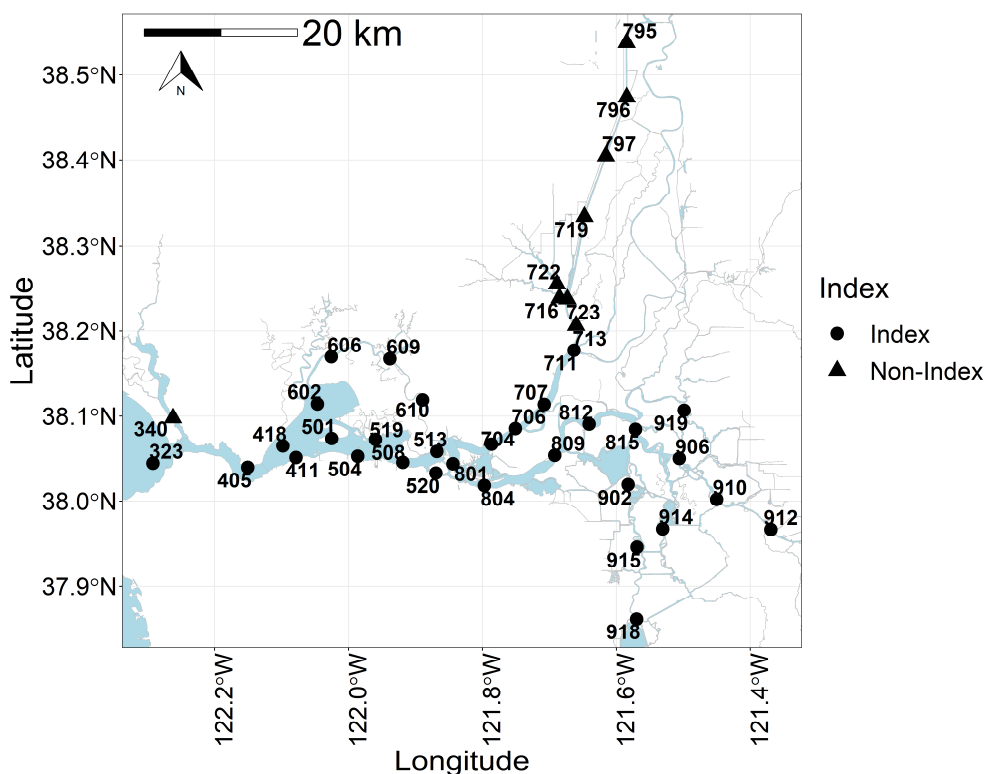 20 km
N
38.5°N
38.4°N
38.3°N
38.2°N
38.1°N
38.0°N
37.9°N
Latitude
795
796
797
719
722
716
723
713
711
606
609
602
610
707
706
812
919
340
501
519
418
513
704
809
815
906
323
508
411
504
801
405
520
804
902
910
914
912
915
918
122.2°W
122.0°W
121.8°W
121.6°W
121.4°W
Longitude
Index
Index
Non-Index